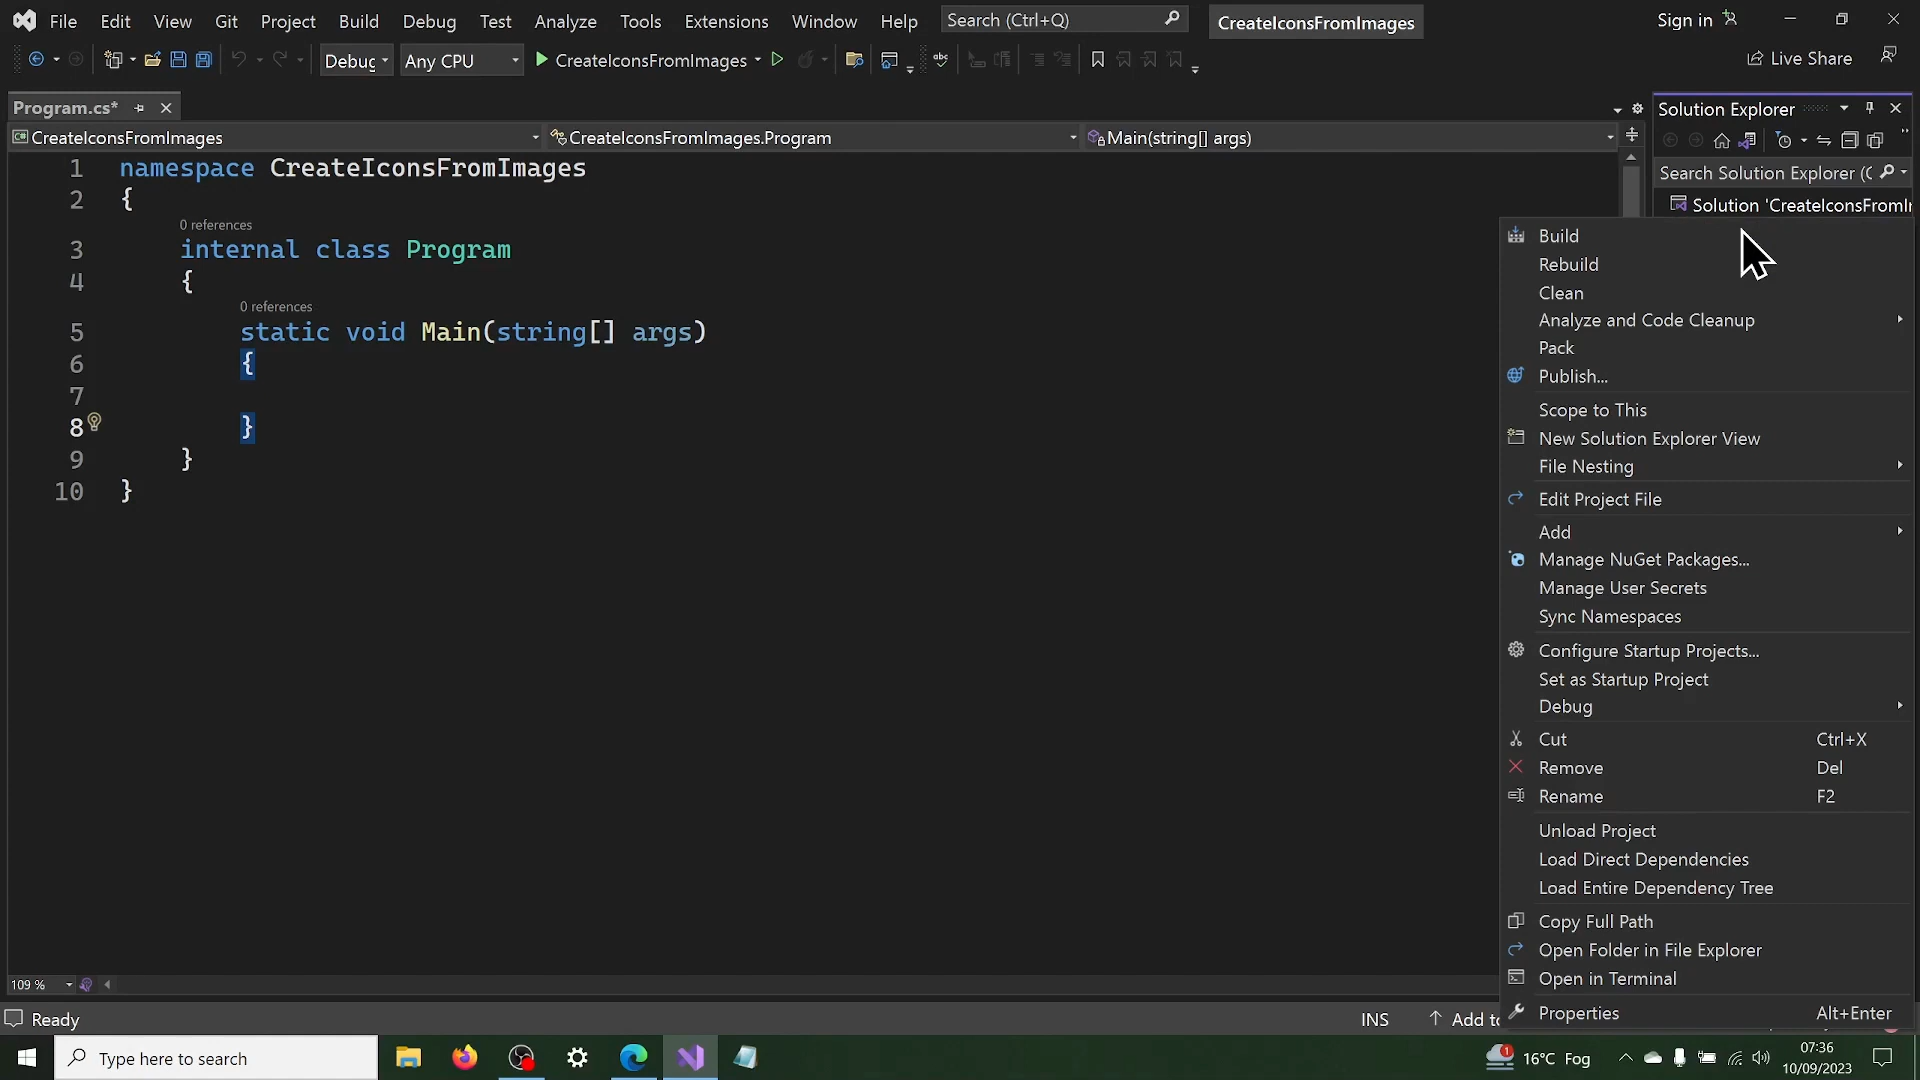 File Edit View Git Project Build Debug Test Analyze Tools Extensions Window Help Search (Ctrl+Q) CreateIconsFromImages Sign in
Debug Any CPU CreateIconsFromImages Live Share
Program.cs*
Solution Explorer
CreateIconsFromImages CreateIconsFromImages.Program Main(string[] args)
Search Solution Explorer (C
Solution 'CreateIconsFromI
1 namespace CreateIconsFromImages
2 {
0 references
3 internal class Program
4 {
0 references
5 static void Main(string[] args)
6 {
7
8 }
9 }
10 }
Build
Rebuild
Clean
Analyze and Code Cleanup
Pack
Publish...
Scope to This
New Solution Explorer View
File Nesting
Edit Project File
Add
Manage NuGet Packages...
Manage User Secrets
Sync Namespaces
Configure Startup Projects...
Set as Startup Project
Debug
Cut Ctrl+X
Remove Del
Rename F2
Unload Project
Load Direct Dependencies
Load Entire Dependency Tree
Copy Full Path
Open Folder in File Explorer
Open in Terminal
Properties Alt+Enter
109 %
Ready INS Add to
Type here to search
1 16°C Fog
07:36
10/09/2023